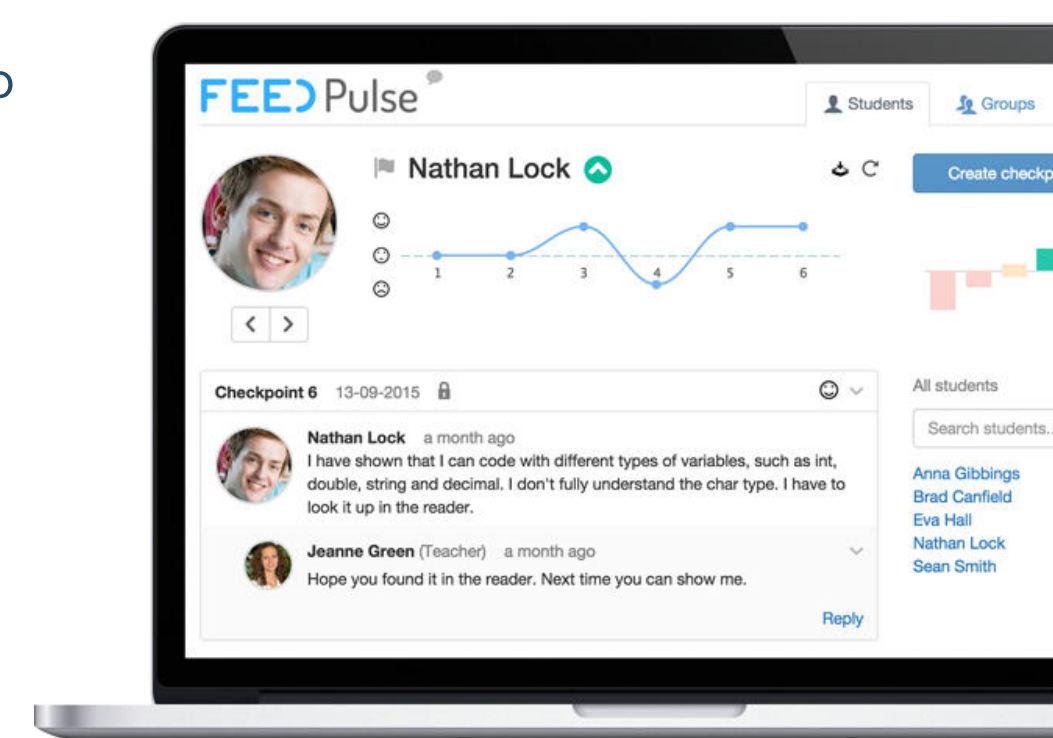 FEED Pulse
Students
Groups
Nathan Lock
Create checkp
1 2 3 4 5 6
Checkpoint 6 13-09-2015
Nathan Lock a month ago
I have shown that I can code with different types of variables, such as int,
double, string and decimal. I don't fully understand the char type. I have to
look it up in the reader.
Jeanne Green (Teacher) a month ago
Hope you found it in the reader. Next time you can show me.
Reply
All students
Search students...
Anna Gibbings
Brad Canfield
Eva Hall
Nathan Lock
Sean Smith